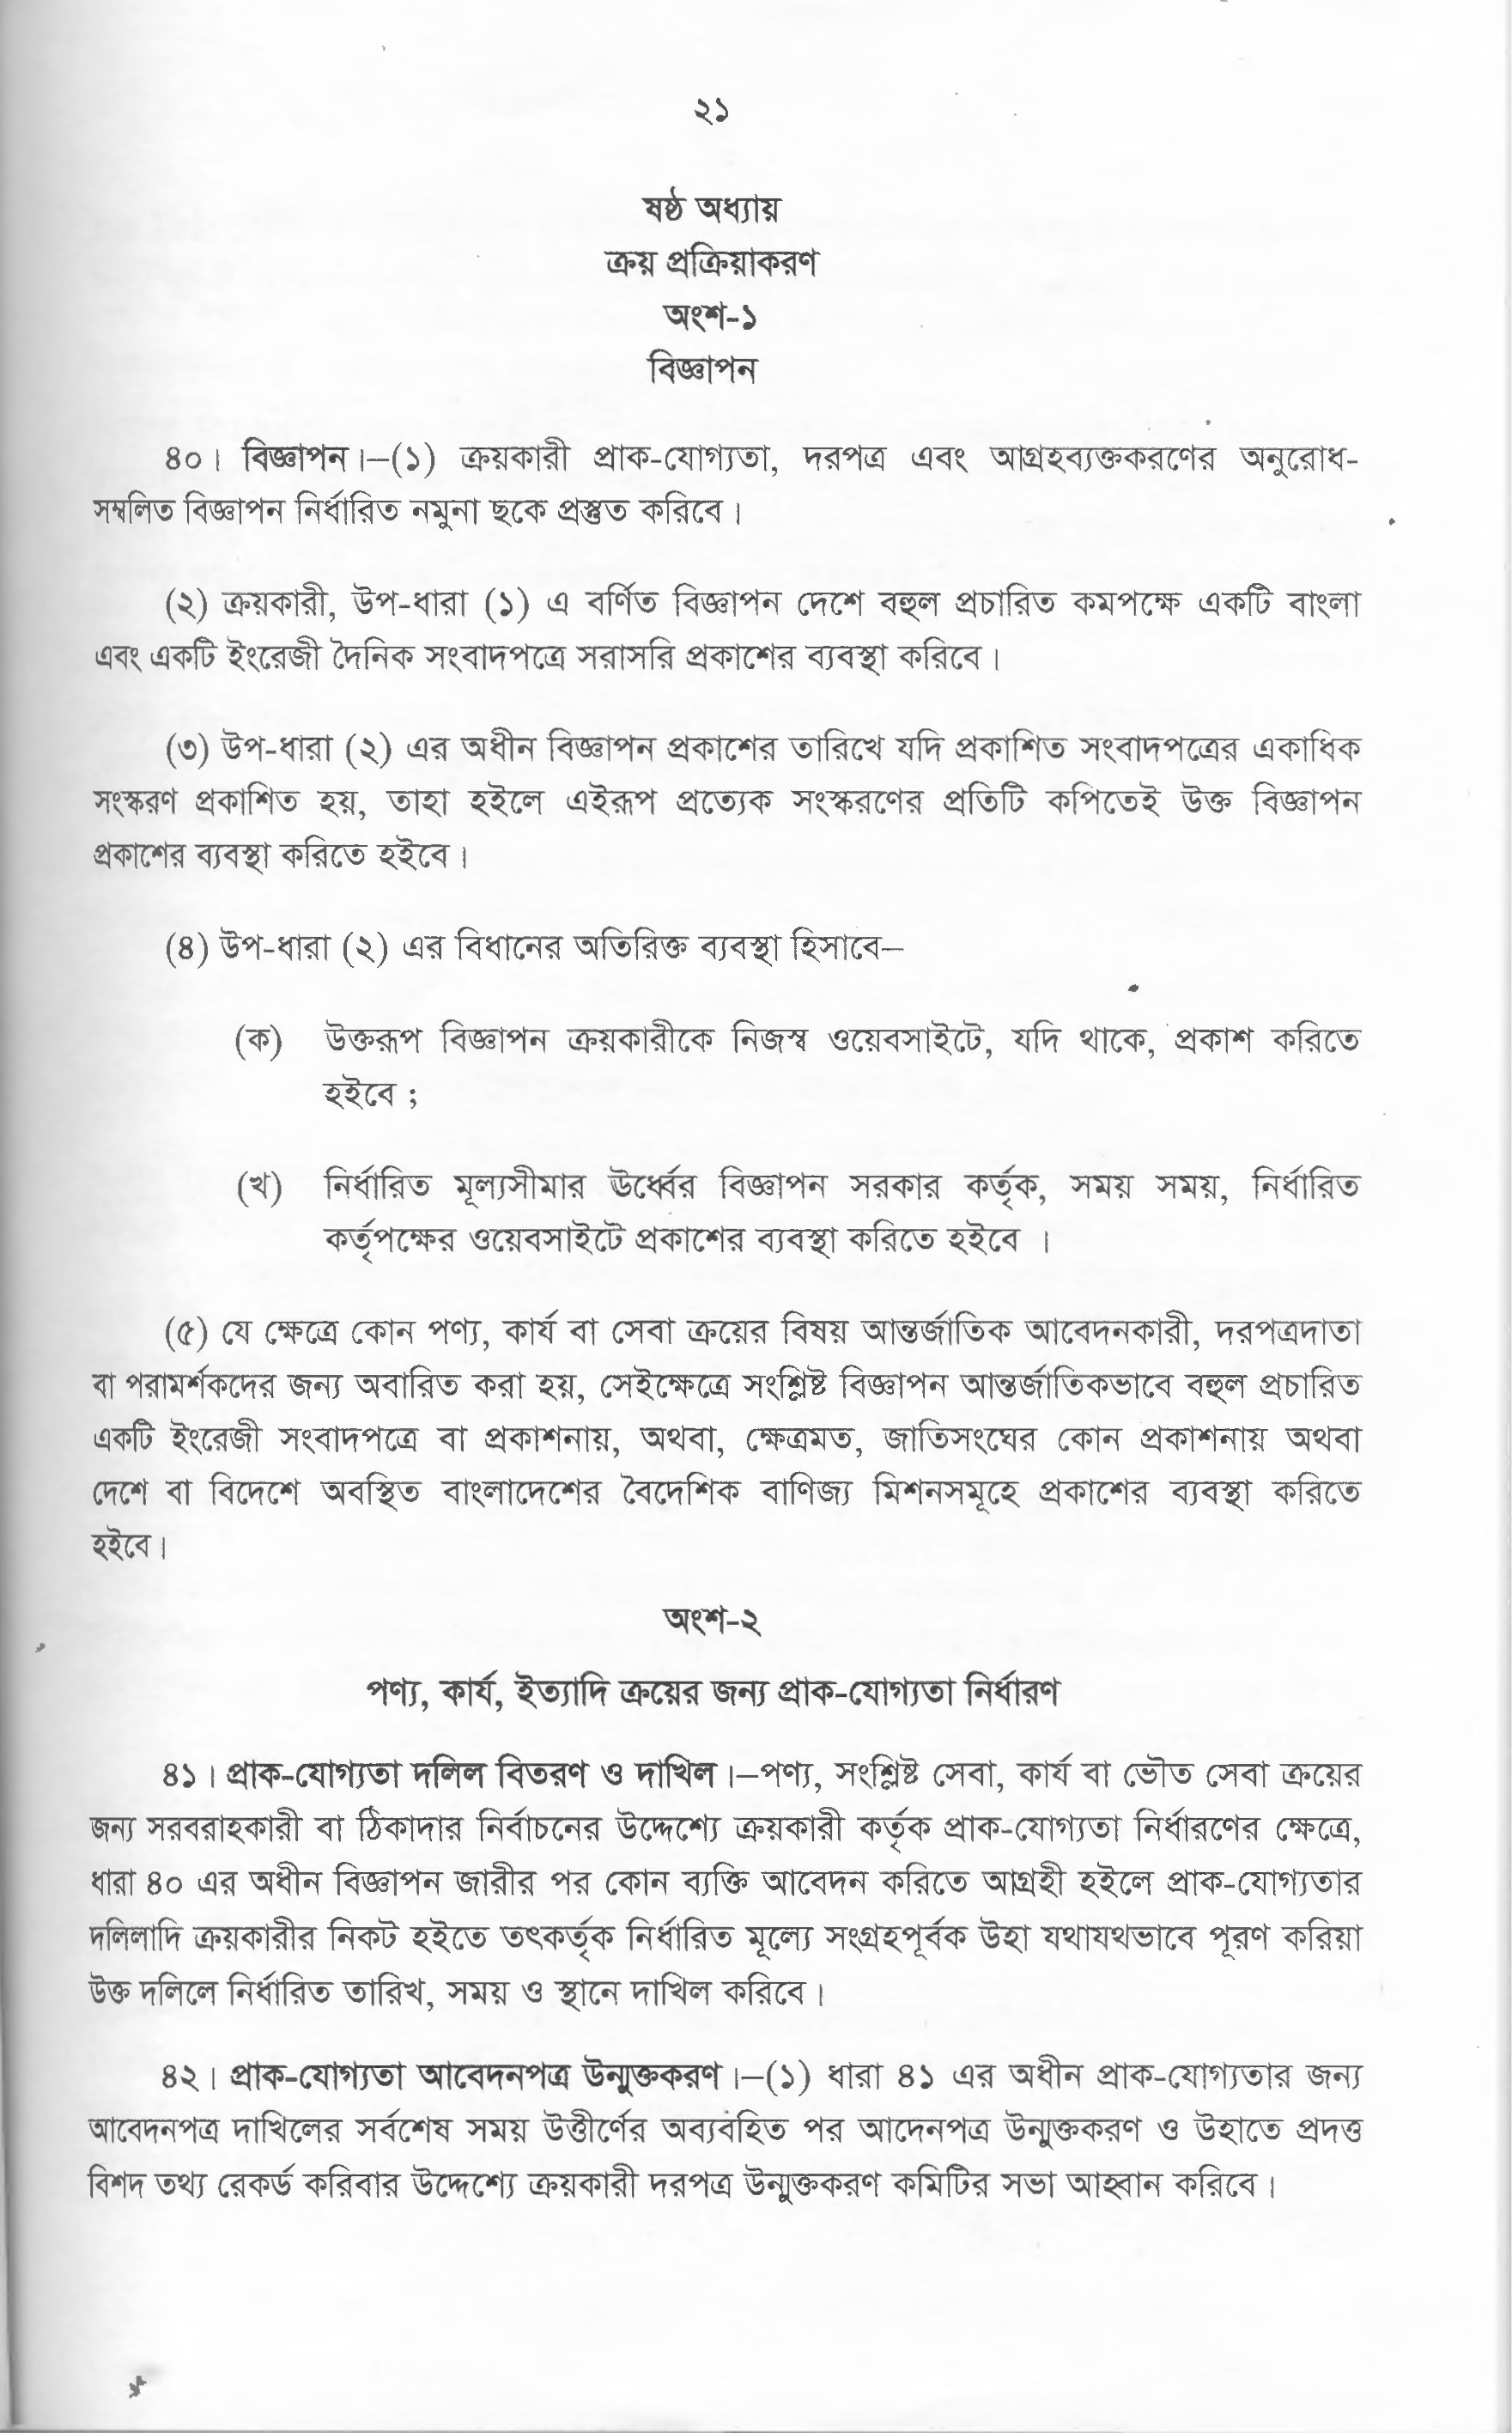 ২১
ষষ্ঠ অধ্যায়
ক্রয় প্রক্রিয়াকরণ
অংশ-১
বিজ্ঞাপন
৪০। বিজ্ঞাপন।–(১) ক্রয়কারী প্রাক-যোগ্যতা, দরপত্র এবং আগ্রহব্যক্তকরণের অনুরোধ-
সম্বলিত বিজ্ঞাপন নির্ধারিত নমুনা ছকে প্রস্তুত করিবে।
(২) ক্রয়কারী, উপ-ধারা (১) এ বর্ণিত বিজ্ঞাপন দেশে বহুল প্রচারিত কমপক্ষে একটি বাংলা
এবং একটি ইংরেজী দৈনিক সংবাদপত্রে সরাসরি প্রকাশের ব্যবস্থা করিবে।
(৩) উপ-ধারা (২) এর অধীন বিজ্ঞাপন প্রকাশের তারিখে যদি প্রকাশিত সংবাদপত্রের একাধিক
সংস্করণ প্রকাশিত হয়, তাহা হইলে এইরূপ প্রত্যেক সংস্করণের প্রতিটি কপিতেই উক্ত বিজ্ঞাপন
প্রকাশের ব্যবস্থা করিতে হইবে।
(৪) উপ-ধারা (২) এর বিধানের অতিরিক্ত ব্যবস্থা হিসাবে–
(ক) উক্তরূপ বিজ্ঞাপন ক্রয়কারীকে নিজস্ব ওয়েবসাইটে, যদি থাকে, প্রকাশ করিতে
হইবে ;
(খ) নির্ধারিত মূল্যসীমার ঊর্ধ্বের বিজ্ঞাপন সরকার কর্তৃক, সময় সময়, নির্ধারিত
কর্তৃপক্ষের ওয়েবসাইটে প্রকাশের ব্যবস্থা করিতে হইবে ।
(৫) যে ক্ষেত্রে কোন পণ্য, কার্য বা সেবা ক্রয়ের বিষয় আন্তর্জাতিক আবেদনকারী, দরপত্রদাতা
বা পরামর্শকদের জন্য অবারিত করা হয়, সেইক্ষেত্রে সংশ্লিষ্ট বিজ্ঞাপন আন্তর্জাতিকভাবে বহুল প্রচারিত
একটি ইংরেজী সংবাদপত্রে বা প্রকাশনায়, অথবা, ক্ষেত্রমত, জাতিসংঘের কোন প্রকাশনায় অথবা
দেশে বা বিদেশে অবস্থিত বাংলাদেশের বৈদেশিক বাণিজ্য মিশনসমূহে প্রকাশের ব্যবস্থা করিতে
হইবে।
অংশ-২
পণ্য, কার্য, ইত্যাদি ক্রয়ের জন্য প্রাক-যোগ্যতা নির্ধারণ
৪১। প্রাক-যোগ্যতা দলিল বিতরণ ও দাখিল।–পণ্য, সংশ্লিষ্ট সেবা, কার্য বা ভৌত সেবা ক্রয়ের
জন্য সরবরাহকারী বা ঠিকাদার নির্বাচনের উদ্দেশ্যে ক্রয়কারী কর্তৃক প্রাক-যোগ্যতা নির্ধারণের ক্ষেত্রে,
ধারা ৪০ এর অধীন বিজ্ঞাপন জারীর পর কোন ব্যক্তি আবেদন করিতে আগ্রহী হইলে প্রাক-যোগ্যতার
দলিলাদি ক্রয়কারীর নিকট হইতে তৎকর্তৃক নির্ধারিত মূল্যে সংগ্রহপূর্বক উহা যথাযথভাবে পূরণ করিয়া
উক্ত দলিলে নির্ধারিত তারিখ, সময় ও স্থানে দাখিল করিবে।
৪২। প্রাক-যোগ্যতা আবেদনপত্র উন্মুক্তকরণ।–(১) ধারা ৪১ এর অধীন প্রাক-যোগ্যতার জন্য
আবেদনপত্র দাখিলের সর্বশেষ সময় উত্তীর্ণের অব্যবহিত পর আদেনপত্র উন্মুক্তকরণ ও উহাতে প্রদত্ত
বিশদ তথ্য রেকর্ড করিবার উদ্দেশ্যে ক্রয়কারী দরপত্র উন্মুক্তকরণ কমিটির সভা আহ্বান করিবে।